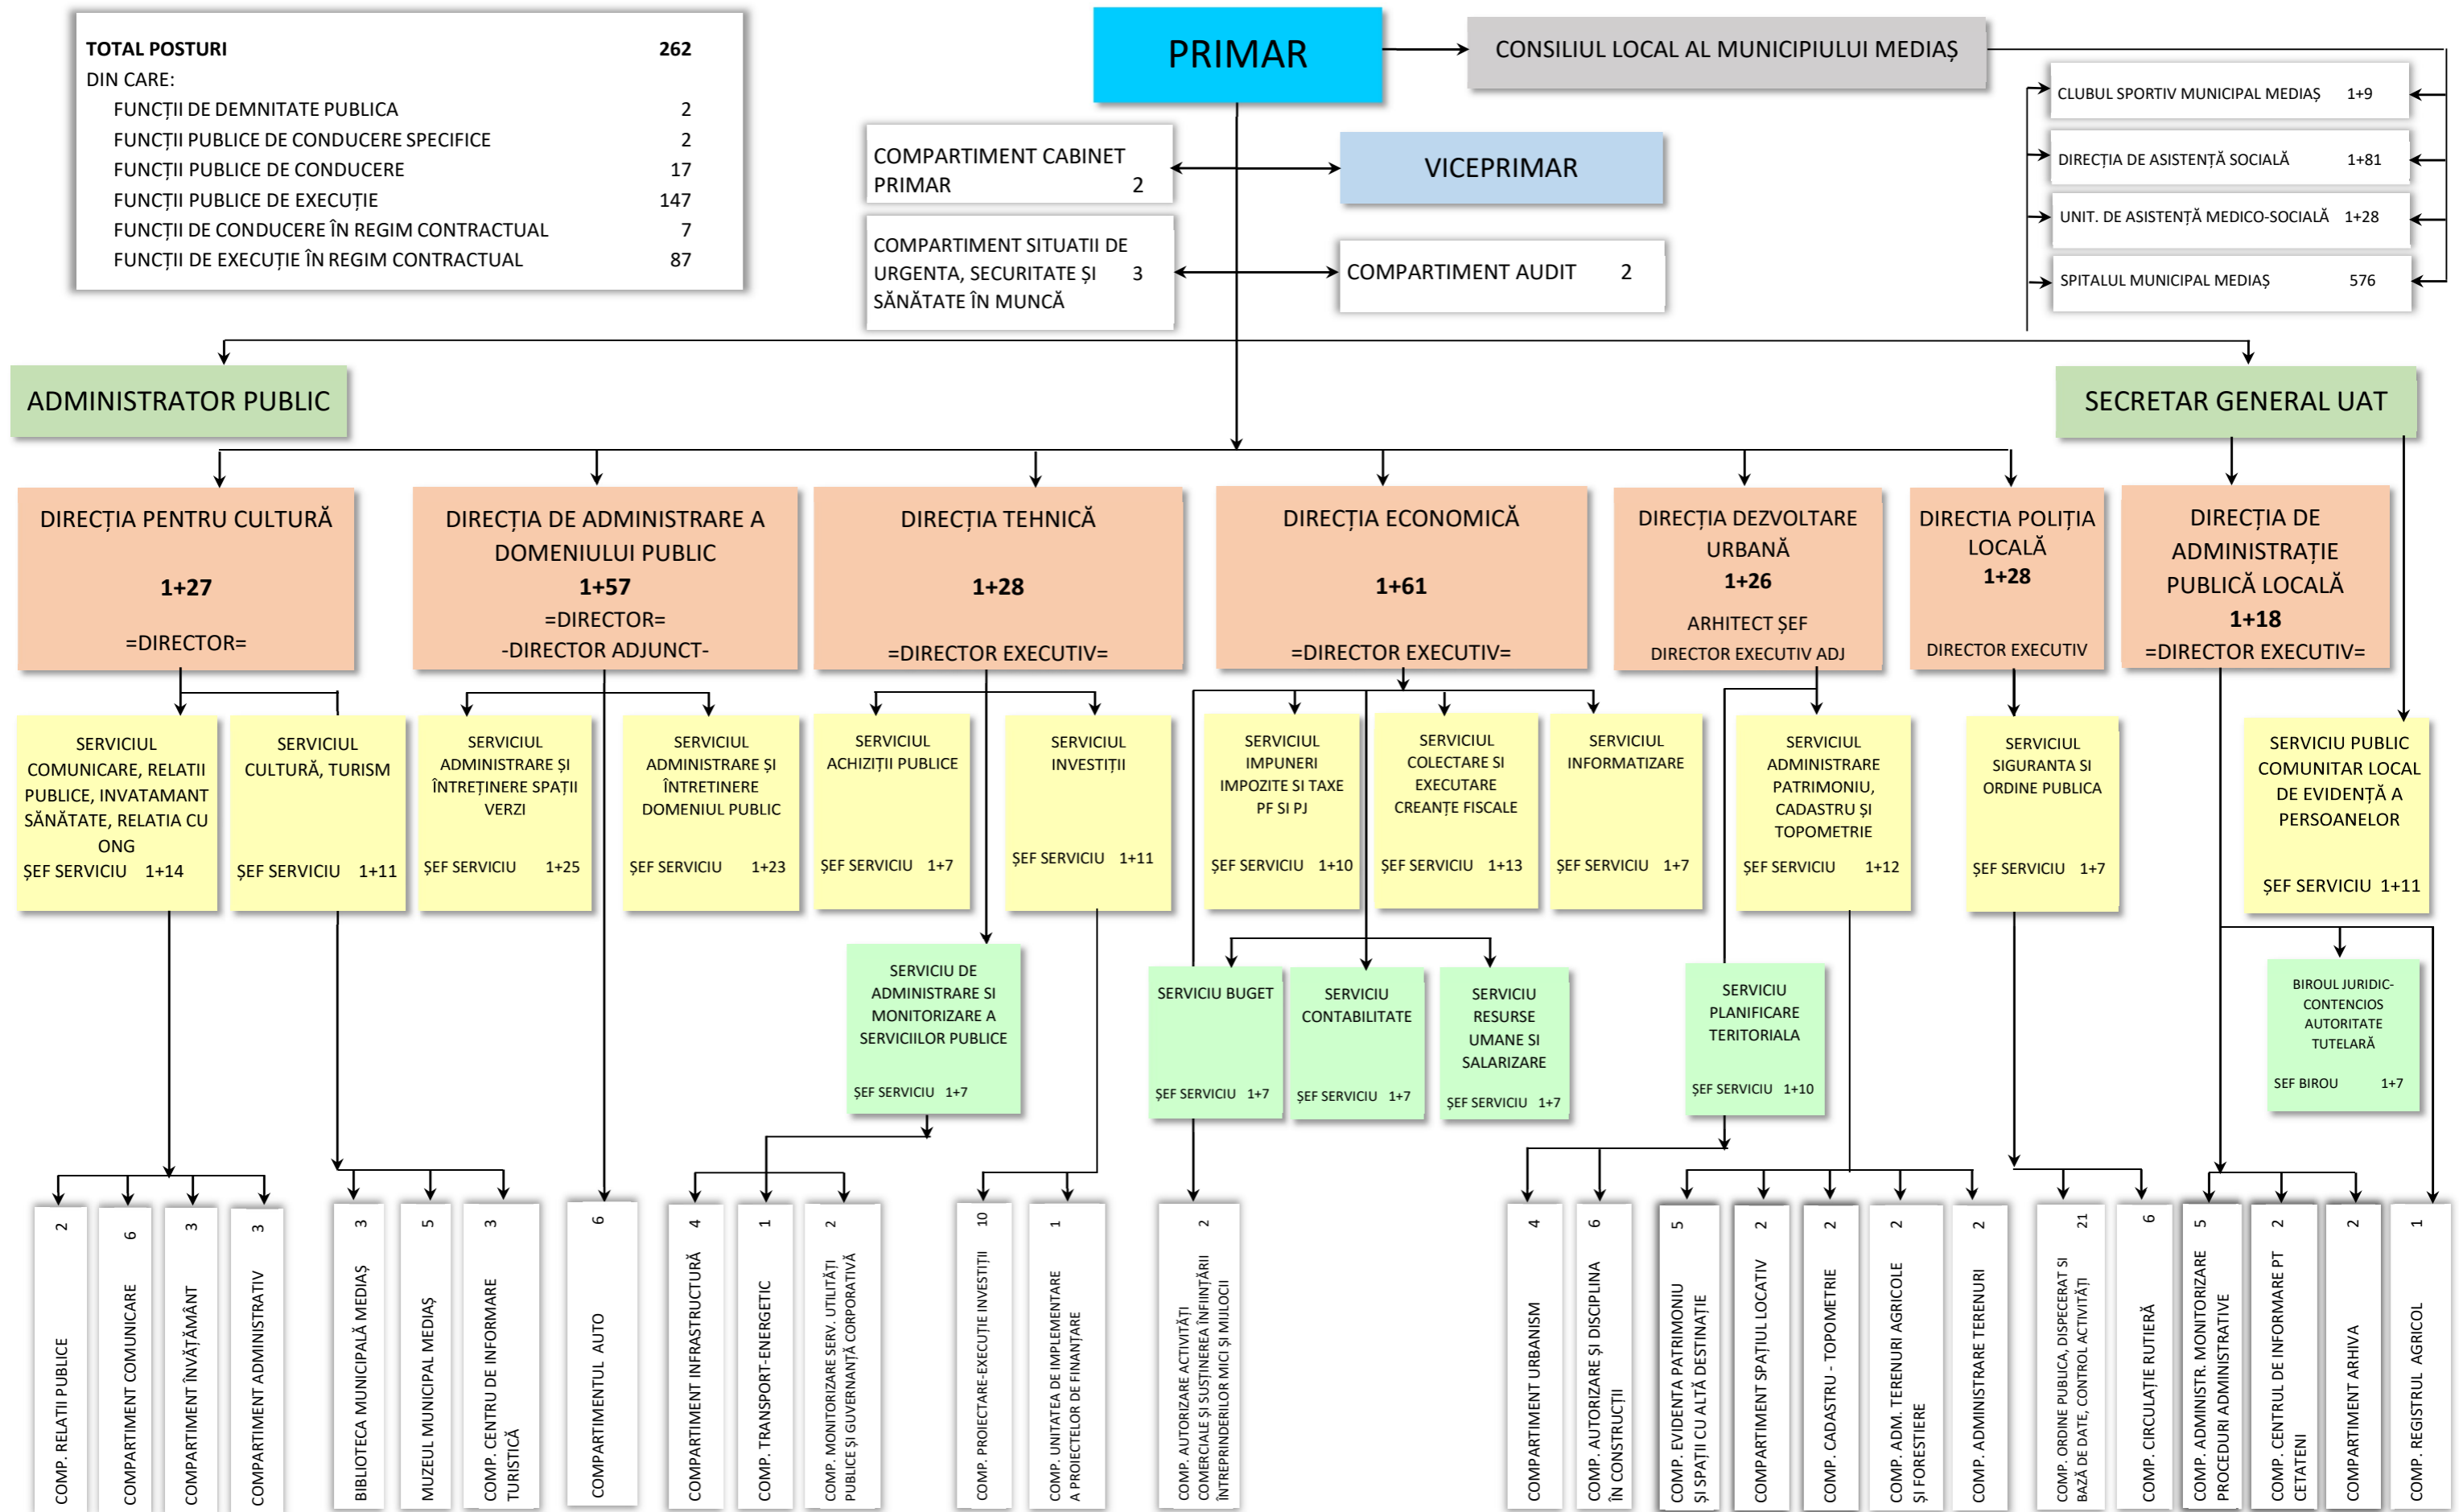 TOTAL POSTURI 262
DIN CARE:
FUNCȚII DE DEMNITATE PUBLICA 2
FUNCȚII PUBLICE DE CONDUCERE SPECIFICE 2
FUNCȚII PUBLICE DE CONDUCERE 17
FUNCȚII PUBLICE DE EXECUȚIE 147
FUNCȚII DE CONDUCERE ÎN REGIM CONTRACTUAL 7
FUNCȚII DE EXECUȚIE ÎN REGIM CONTRACTUAL 87
PRIMAR
CONSILIUL LOCAL AL MUNICIPIULUI MEDIAȘ
CLUBUL SPORTIV MUNICIPAL MEDIAȘ 1+9
DIRECȚIA DE ASISTENȚĂ SOCIALĂ 1+81
UNIT. DE ASISTENȚĂ MEDICO-SOCIALĂ 1+28
SPITALUL MUNICIPAL MEDIAȘ 576
COMPARTIMENT CABINET
PRIMAR 2
VICEPRIMAR
COMPARTIMENT SITUATII DE
URGENTA, SECURITATE ȘI 3
SĂNĂTATE ÎN MUNCĂ
COMPARTIMENT AUDIT 2
ADMINISTRATOR PUBLIC
SECRETAR GENERAL UAT
DIRECȚIA PENTRU CULTURĂ
1+27
=DIRECTOR=
DIRECȚIA DE ADMINISTRARE A
DOMENIULUI PUBLIC
1+57
=DIRECTOR=
-DIRECTOR ADJUNCT-
DIRECȚIA TEHNICĂ
1+28
=DIRECTOR EXECUTIV=
DIRECȚIA ECONOMICĂ
1+61
=DIRECTOR EXECUTIV=
DIRECȚIA DEZVOLTARE
URBANĂ
1+26
ARHITECT ȘEF
DIRECTOR EXECUTIV ADJ
DIRECTIA POLIȚIA
LOCALĂ
1+28
DIRECTOR EXECUTIV
DIRECȚIA DE
ADMINISTRAȚIE
PUBLICĂ LOCALĂ
1+18
=DIRECTOR EXECUTIV=
SERVICIUL
COMUNICARE, RELATII
PUBLICE, INVATAMANT
SĂNĂTATE, RELATIA CU
ONG
ȘEF SERVICIU 1+14
SERVICIUL
CULTURĂ, TURISM
ȘEF SERVICIU 1+11
SERVICIUL
ADMINISTRARE ȘI
ÎNTREȚINERE SPAȚII
VERZI
ȘEF SERVICIU 1+25
SERVICIUL
ADMINISTRARE ȘI
ÎNTRETINERE
DOMENIUL PUBLIC
ȘEF SERVICIU 1+23
SERVICIUL
ACHIZIȚII PUBLICE
ȘEF SERVICIU 1+7
SERVICIUL
INVESTIȚII
ȘEF SERVICIU 1+11
SERVICIUL
IMPUNERI
IMPOZITE SI TAXE
PF SI PJ
ȘEF SERVICIU 1+10
SERVICIUL
COLECTARE SI
EXECUTARE
CREANȚE FISCALE
ȘEF SERVICIU 1+13
SERVICIUL
INFORMATIZARE
ȘEF SERVICIU 1+7
SERVICIUL
ADMINISTRARE
PATRIMONIU,
CADASTRU ȘI
TOPOMETRIE
ȘEF SERVICIU 1+12
SERVICIUL
SIGURANTA SI
ORDINE PUBLICA
ȘEF SERVICIU 1+7
SERVICIU PUBLIC
COMUNITAR LOCAL
DE EVIDENȚĂ A
PERSOANELOR
ȘEF SERVICIU 1+11
SERVICIU DE
ADMINISTRARE SI
MONITORIZARE A
SERVICIILOR PUBLICE
ȘEF SERVICIU 1+7
SERVICIU BUGET
ȘEF SERVICIU 1+7
SERVICIU
CONTABILITATE
ȘEF SERVICIU 1+7
SERVICIU
RESURSE
UMANE SI
SALARIZARE
ȘEF SERVICIU 1+7
SERVICIU
PLANIFICARE
TERITORIALA
ȘEF SERVICIU 1+10
BIROUL JURIDIC-
CONTENCIOS
AUTORITATE
TUTELARĂ
SEF BIROU 1+7
COMP. RELATII PUBLICE 2
COMPARTIMENT COMUNICARE 6
COMPARTIMENT ÎNVĂȚĂMÂNT 3
COMPARTIMENT ADMINISTRATIV 3
BIBLIOTECA MUNICIPALĂ MEDIAȘ 3
MUZEUL MUNICIPAL MEDIAȘ 5
COMP. CENTRU DE INFORMARE 3
TURISTICĂ
COMPARTIMENTUL AUTO 6
COMPARTIMENT INFRASTRUCTURĂ 4
COMP. TRANSPORT-ENERGETIC 1
COMP. MONITORIZARE SERV. UTILITĂȚI 2
PUBLICE ȘI GUVERNANȚĂ CORPORATIVĂ
COMP. PROIECTARE-EXECUȚIE INVESTIȚII 10
COMP. UNITATEA DE IMPLEMENTARE 1
A PROIECTELOR DE FINANȚARE
COMP. AUTORIZARE ACTIVITĂȚI 2
COMERCIALE ȘI SUSȚINEREA ÎNFIINȚĂRII
ÎNTREPRINDERILOR MICI ȘI MIJLOCII
COMPARTIMENT URBANISM 4
COMP. AUTORIZARE ȘI DISCIPLINA 6
ÎN CONSTRUCȚII
COMP. EVIDENTA PATRIMONIU 5
ȘI SPAȚII CU ALTĂ DESTINAȚIE
COMPARTIMENT SPAȚIUL LOCATIV 2
COMP. CADASTRU - TOPOMETRIE 2
COMP. ADM. TERENURI AGRICOLE 2
ȘI FORESTIERE
COMP. ADMINISTRARE TERENURI 2
COMP. ORDINE PUBLICA, DISPECERAT SI 21
BAZĂ DE DATE, CONTROL ACTIVITĂȚI
COMP. CIRCULAȚIE RUTIERĂ 6
COMP. ADMINISTR. MONITORIZARE 5
PROCEDURI ADMINISTRATIVE
COMP. CENTRUL DE INFORMARE PT 2
CETATENI
COMPARTIMENT ARHIVA 2
COMP. REGISTRUL AGRICOL 1